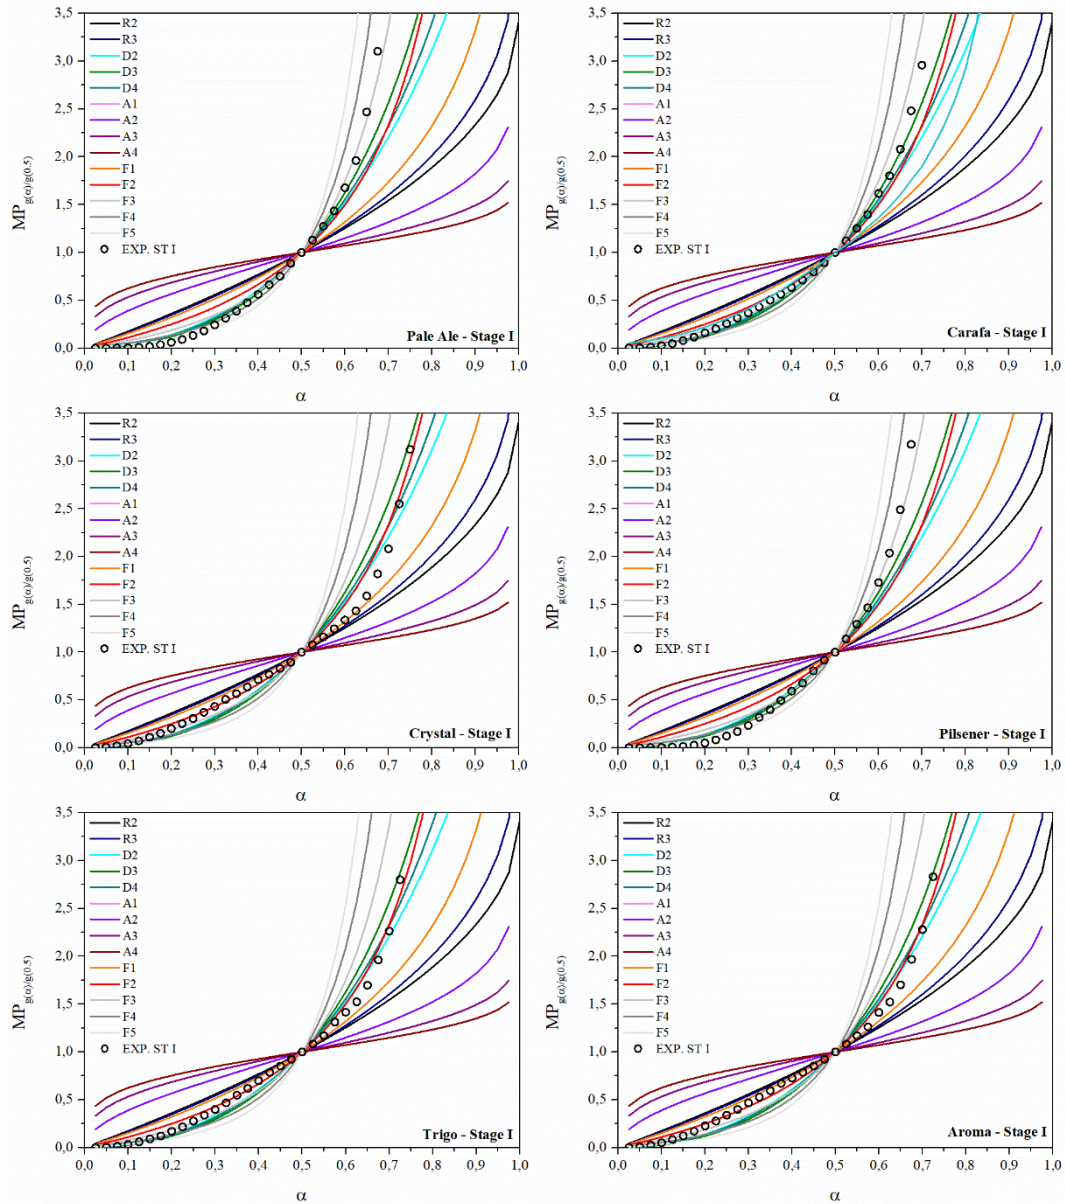 MP g(α)/g(0.5)
3,5
3,0
2,5
2,0
1,5
1,0
0,5
0,0
R2
R3
D2
D3
D4
A1
A2
A3
A4
F1
F2
F3
F4
F5
EXP. ST I
Pale Ale - Stage I
0,0 0,1 0,2 0,3 0,4 0,5 0,6 0,7 0,8 0,9 1,0
α
MP g(α)/g(0.5)
3,5
3,0
2,5
2,0
1,5
1,0
0,5
0,0
R2
R3
D2
D3
D4
A1
A2
A3
A4
F1
F2
F3
F4
F5
EXP. ST I
Carafa - Stage I
0,0 0,1 0,2 0,3 0,4 0,5 0,6 0,7 0,8 0,9 1,0
α
MP g(α)/g(0.5)
3,5
3,0
2,5
2,0
1,5
1,0
0,5
0,0
R2
R3
D2
D3
D4
A1
A2
A3
A4
F1
F2
F3
F4
F5
EXP. ST I
Crystal - Stage I
0,0 0,1 0,2 0,3 0,4 0,5 0,6 0,7 0,8 0,9 1,0
α
MP g(α)/g(0.5)
3,5
3,0
2,5
2,0
1,5
1,0
0,5
0,0
R2
R3
D2
D3
D4
A1
A2
A3
A4
F1
F2
F3
F4
F5
EXP. ST I
Pilsener - Stage I
0,0 0,1 0,2 0,3 0,4 0,5 0,6 0,7 0,8 0,9 1,0
α
MP g(α)/g(0.5)
3,5
3,0
2,5
2,0
1,5
1,0
0,5
0,0
R2
R3
D2
D3
D4
A1
A2
A3
A4
F1
F2
F3
F4
F5
EXP. ST I
Trigo - Stage I
0,0 0,1 0,2 0,3 0,4 0,5 0,6 0,7 0,8 0,9 1,0
α
MP g(α)/g(0.5)
3,5
3,0
2,5
2,0
1,5
1,0
0,5
0,0
R2
R3
D2
D3
D4
A1
A2
A3
A4
F1
F2
F3
F4
F5
EXP. ST I
Aroma - Stage I
0,0 0,1 0,2 0,3 0,4 0,5 0,6 0,7 0,8 0,9 1,0
α